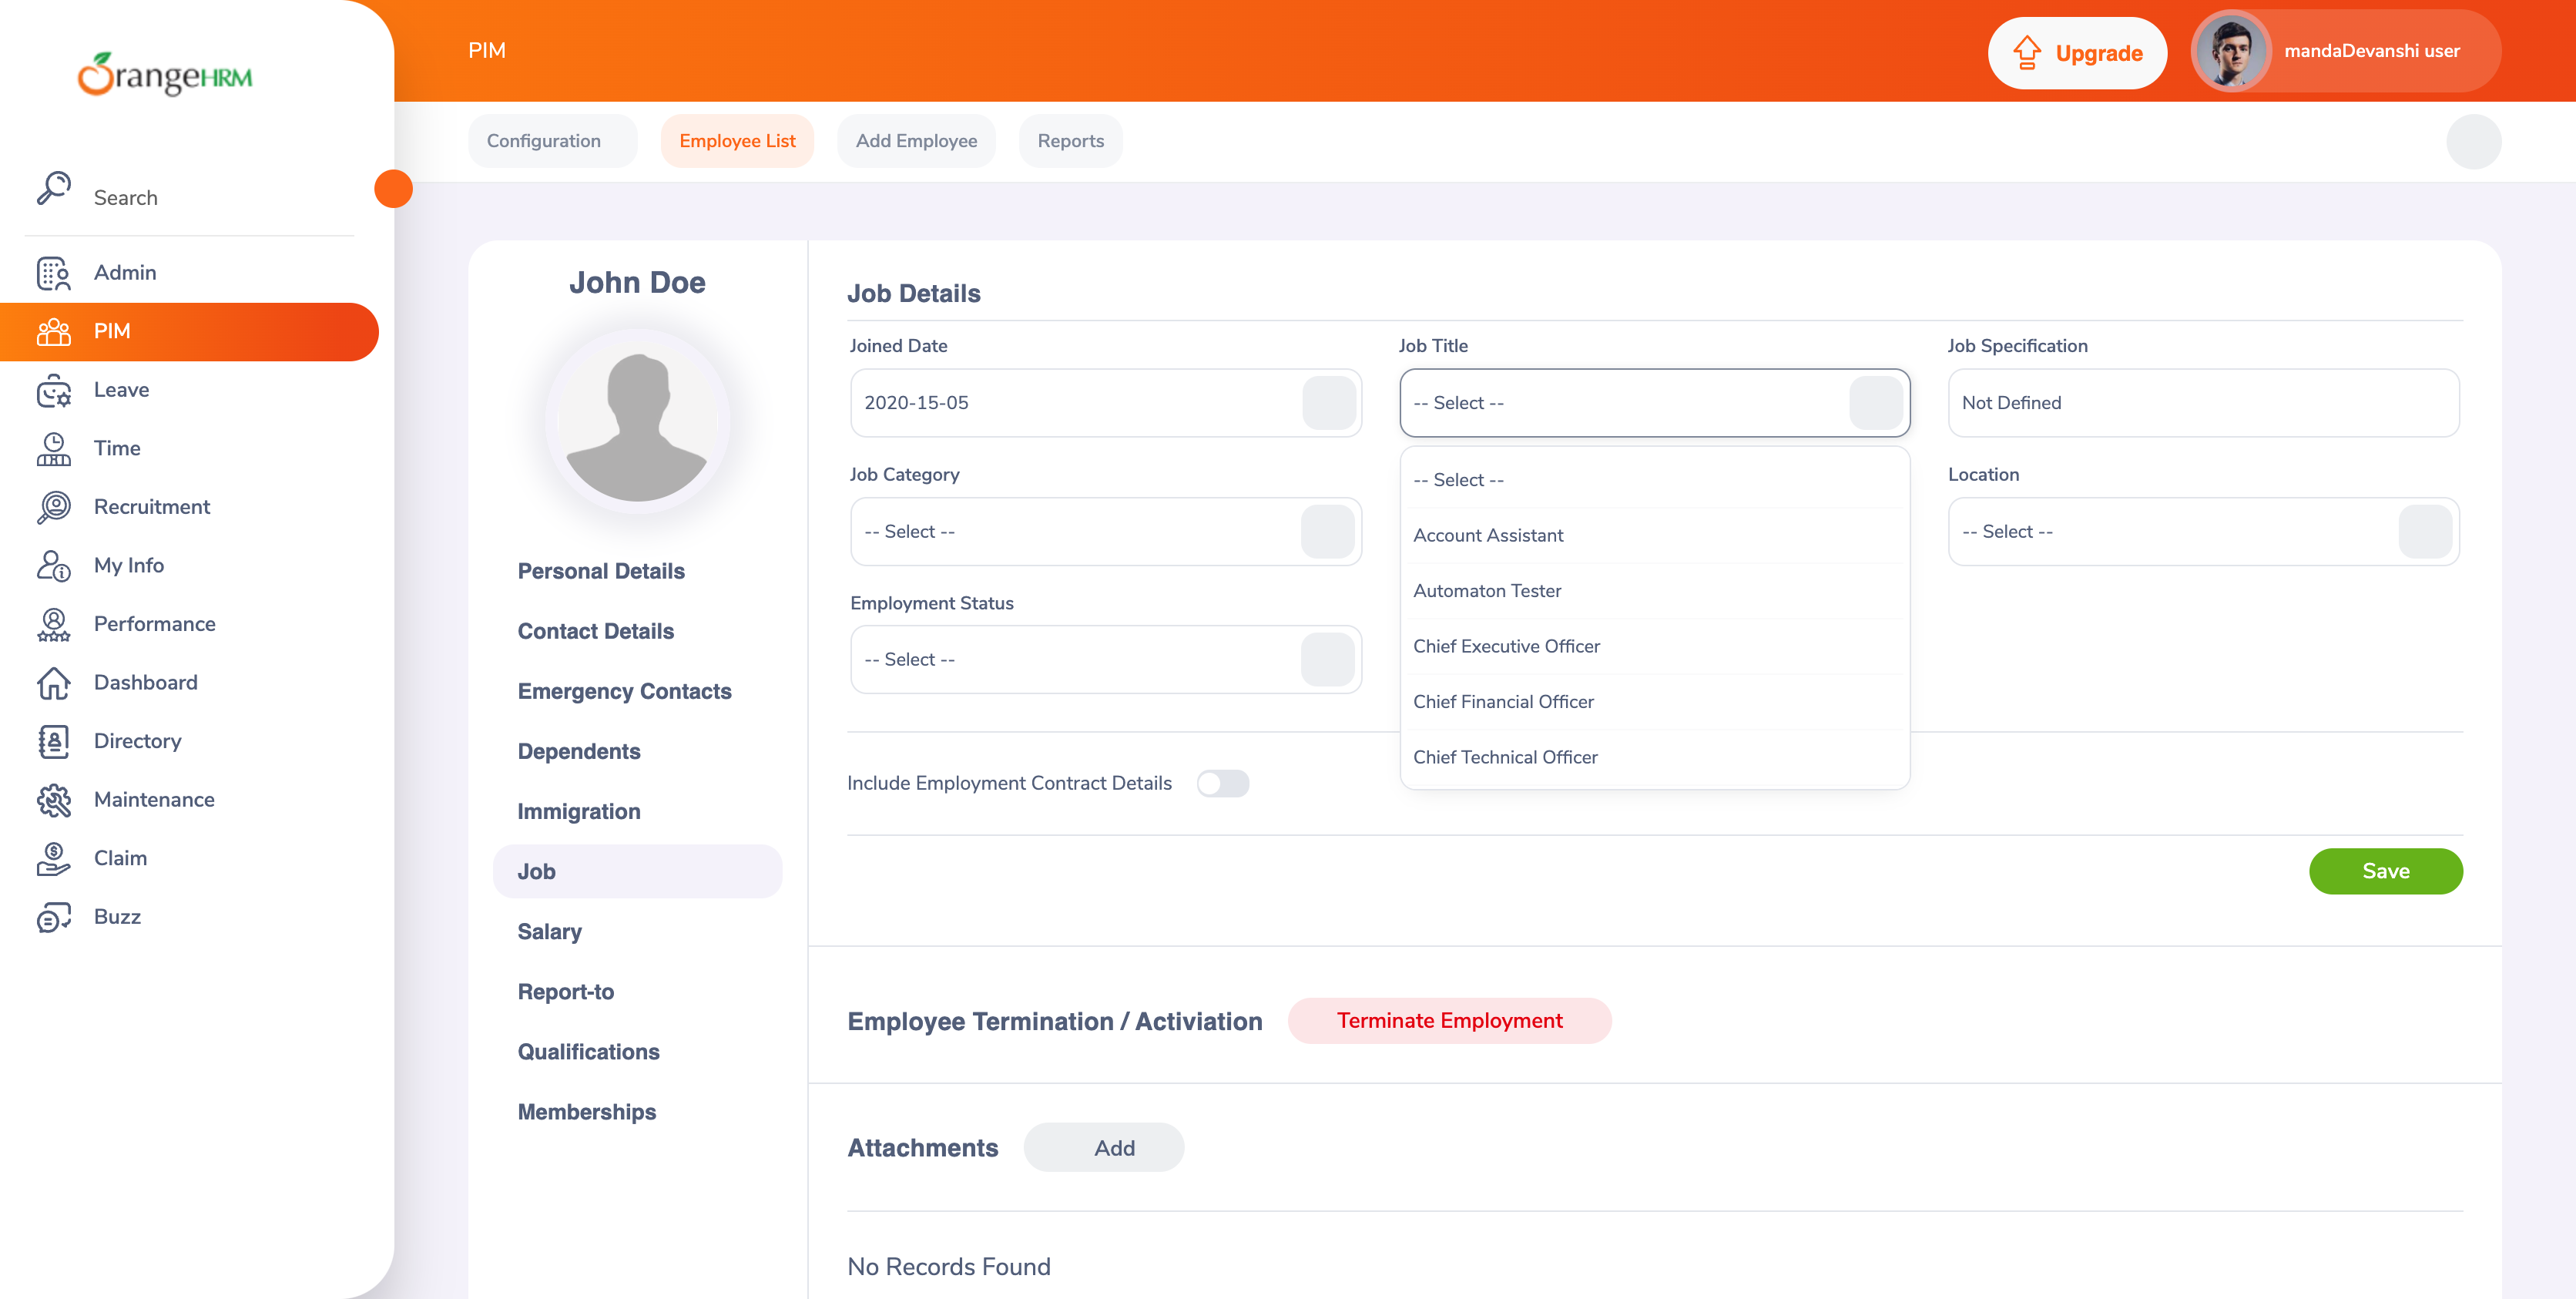 OrangeHRM
PIM
Upgrade
mandaDevanshi user
Configuration
Employee List
Add Employee
Reports
Search
Admin
PIM
Leave
Time
Recruitment
My Info
Performance
Dashboard
Directory
Maintenance
Claim
Buzz
John Doe
Personal Details
Contact Details
Emergency Contacts
Dependents
Immigration
Job
Salary
Report-to
Qualifications
Memberships
Job Details
Joined Date
2020-15-05
Job Title
-- Select --
Job Specification
Not Defined
Job Category
-- Select --
-- Select --
Account Assistant
Automaton Tester
Chief Executive Officer
Chief Financial Officer
Chief Technical Officer
Location
-- Select --
Employment Status
-- Select --
Include Employment Contract Details
Save
Employee Termination / Activiation
Terminate Employment
Attachments
Add
No Records Found